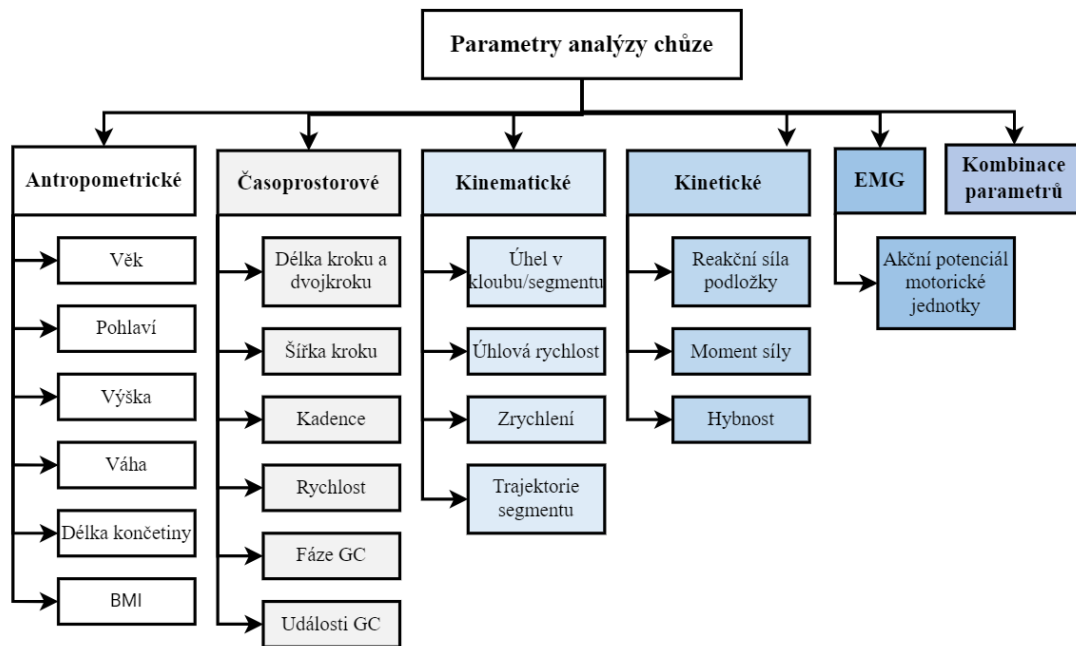 Parametry analýzy chůze
Antropometrické
Věk
Pohlaví
Výška
Váha
Délka končetiny
BMI
Časoprostorové
Délka kroku a
dvojkroku
Šířka kroku
Kadence
Rychlost
Fáze GC
Události GC
Kinematické
Úhel v
kloubu/segmentu
Úhlová rychlost
Zrychlení
Trajektorie
segmentu
Kinetické
Reakční síla
podložky
Moment síly
Hybnost
EMG
Akční potenciál
motorické
jednotky
Kombinace
parametrů